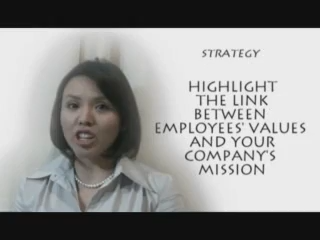 STRATEGY
HIGHLIGHT
THE LINK
BETWEEN
EMPLOYEES' VALUES
AND YOUR
COMPANY'S
MISSION